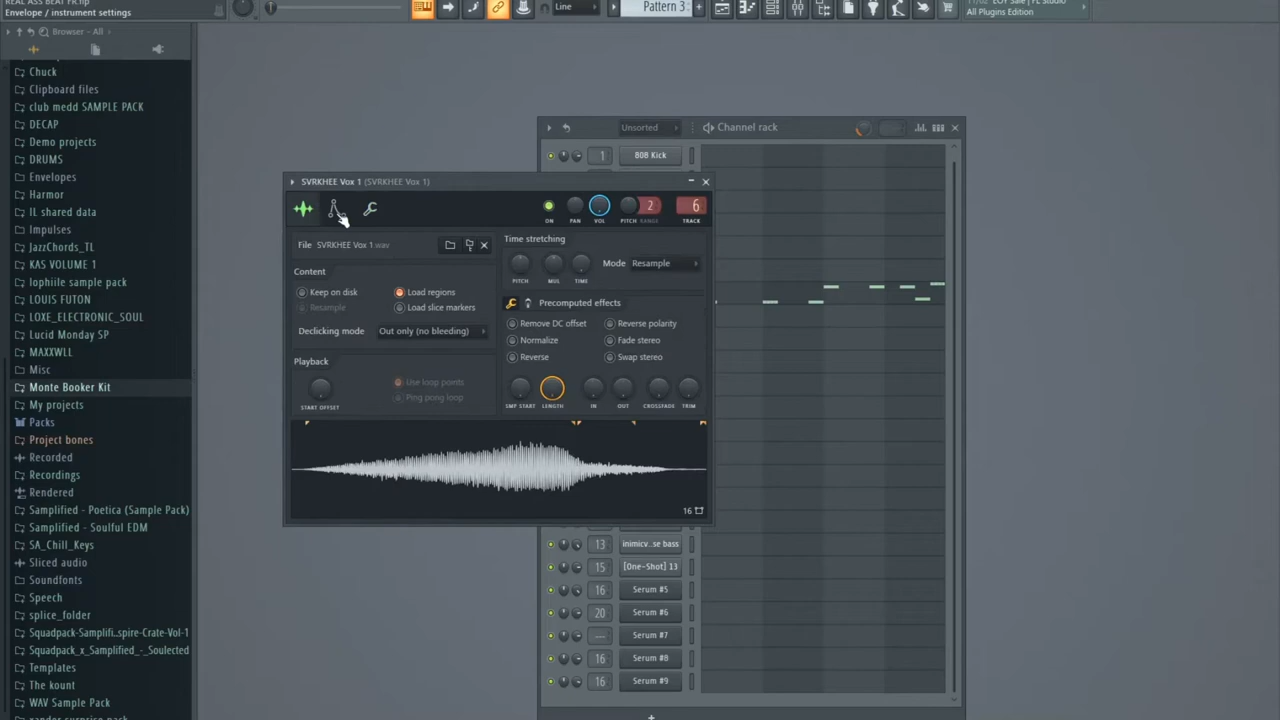 REAL ASS BEAT FR.flp
Envelope / instrument settings
Line
Pattern 3
11/02 EOY Sale | FL Studio
All Plugins Edition
Browser - All
Chuck
Clipboard files
club medd SAMPLE PACK
DECAP
Demo projects
DRUMS
Envelopes
Harmor
IL shared data
Impulses
JazzChords_TL
KAS VOLUME 1
lophiile sample pack
LOUIS FUTON
LOXE_ELECTRONIC_SOUL
Lucid Monday SP
MAXXWLL
Misc
Monte Booker Kit
My projects
Packs
Project bones
Recorded
Recordings
Rendered
Samplified - Poetica (Sample Pack)
Samplified - Soulful EDM
SA_Chill_Keys
Sliced audio
Soundfonts
Speech
splice_folder
Squadpack-Samplifi..spire-Crate-Vol-1
Squadpack_x_Samplified_-_Soulected
Templates
The kount
WAV Sample Pack
xander surprise pack
Unsorted
Channel rack
1
808 Kick
SVRKHEE Vox 1 (SVRKHEE Vox 1)
2
6
ON
PAN
VOL
PITCH
RANGE
TRACK
File
SVRKHEE Vox 1.wav
Content
Keep on disk
Load regions
Resample
Load slice markers
Declicking mode
Out only (no bleeding)
Playback
Use loop points
Ping pong loop
START OFFSET
Time stretching
PITCH
MUL
TIME
Mode
Resample
Precomputed effects
Remove DC offset
Reverse polarity
Normalize
Fade stereo
Reverse
Swap stereo
SMP START
LENGTH
IN
OUT
CROSSFADE
TRIM
16
13
inimicv..se bass
15
[One-Shot] 13
16
Serum #5
20
Serum #6
---
Serum #7
16
Serum #8
16
Serum #9
+